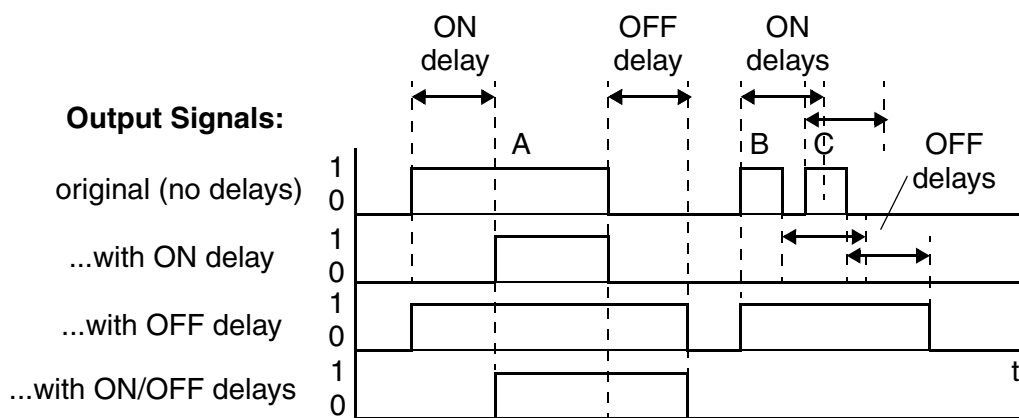 ON
delay
OFF
delay
ON
delays
Output Signals:
A
B
C
OFF
delays
original (no delays)
1
0
...with ON delay
1
0
...with OFF delay
1
0
t
...with ON/OFF delays
1
0